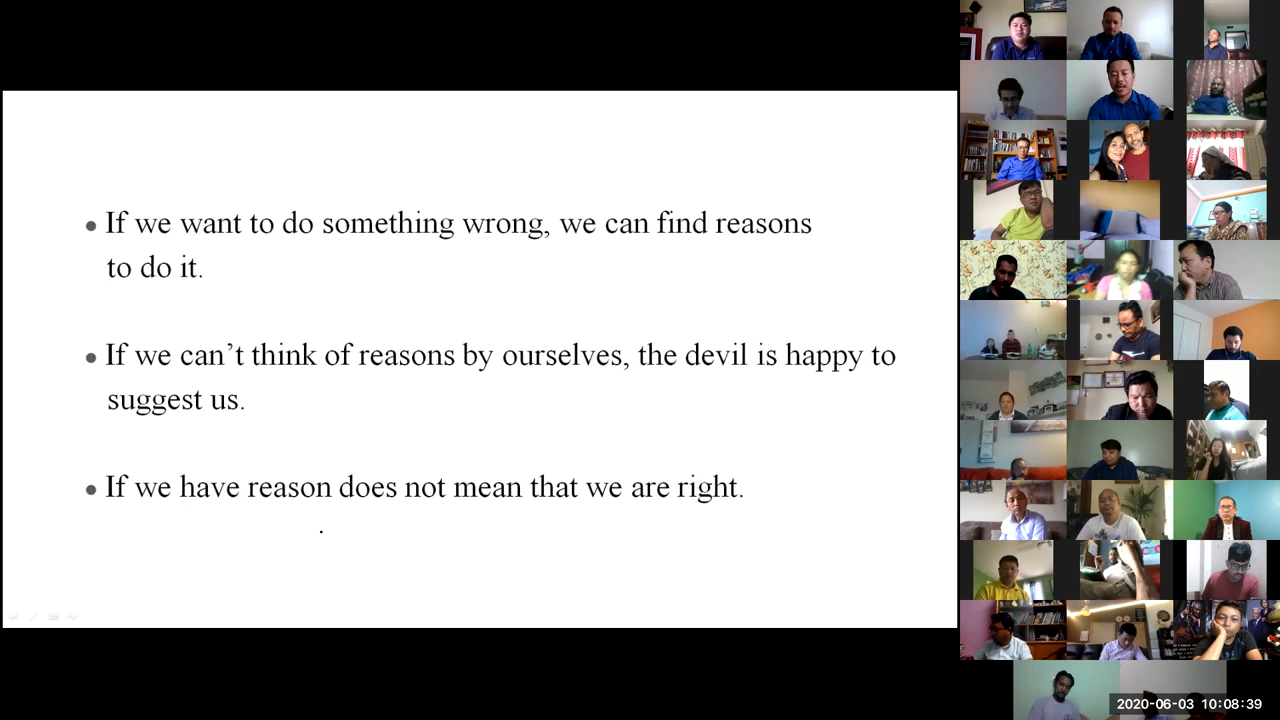 ● If we want to do something wrong, we can find reasons
to do it.
● If we can’t think of reasons by ourselves, the devil is happy to
suggest us.
● If we have reason does not mean that we are right.
.
2020-06-03 10:08:39